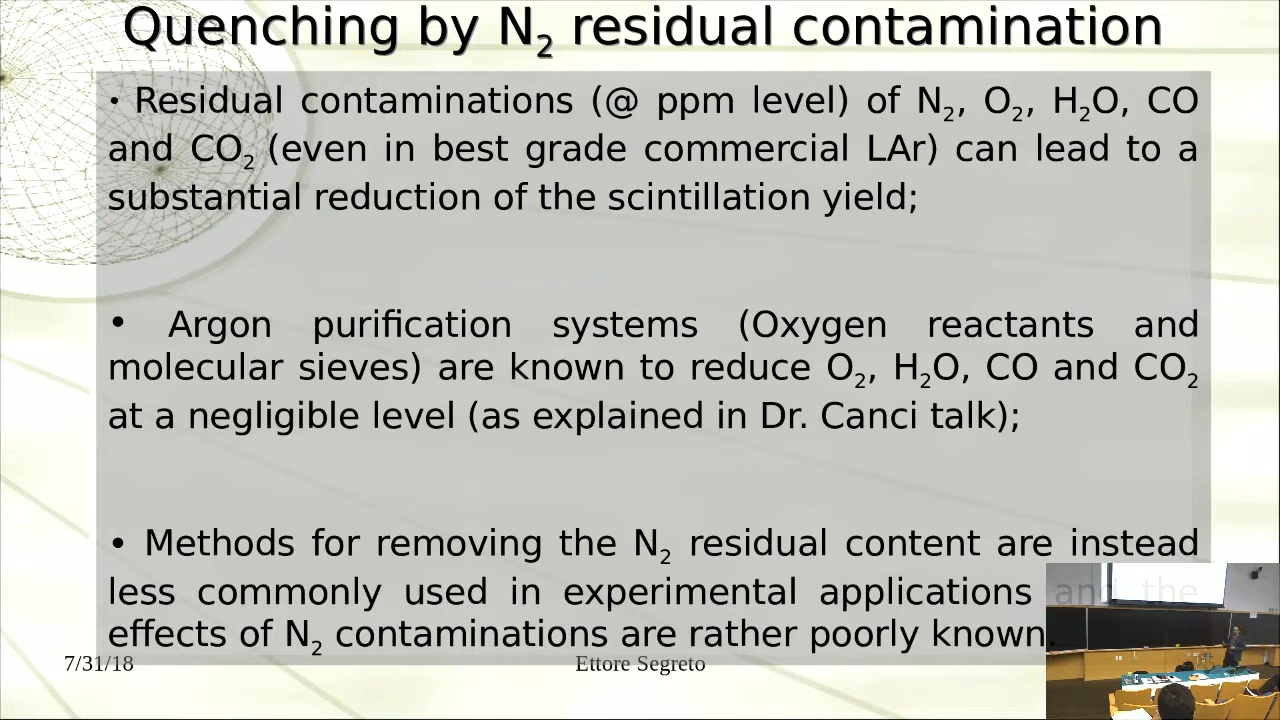 Quenching by N₂ residual contamination
· Residual contaminations (@ ppm level) of N₂, O₂, H₂O, CO
and CO₂ (even in best grade commercial LAr) can lead to a
substantial reduction of the scintillation yield;
• Argon purification systems (Oxygen reactants and
molecular sieves) are known to reduce O₂, H₂O, CO and CO₂
at a negligible level (as explained in Dr. Canci talk);
• Methods for removing the N₂ residual content are instead
less commonly used in experimental applications and the
effects of N₂ contaminations are rather poorly known.
7/31/18
Ettore Segreto